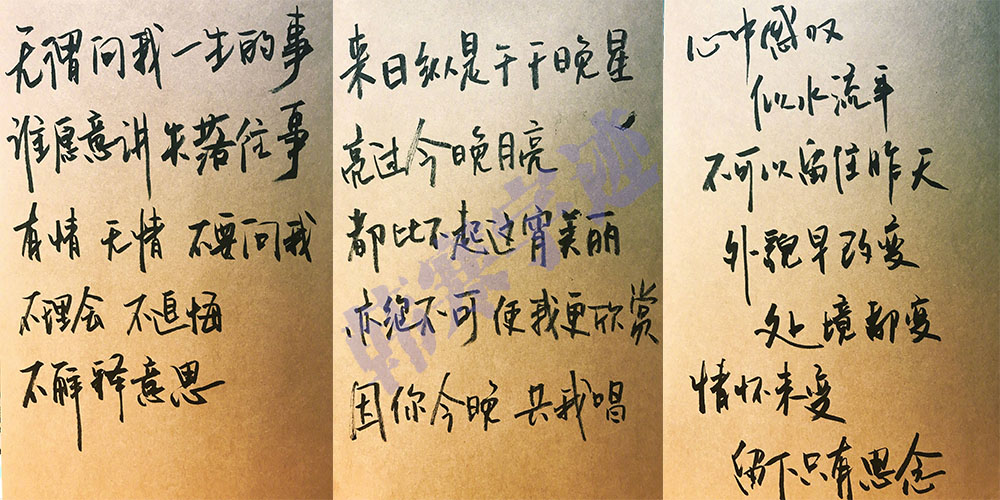 无谓问我一生的事
谁愿意讲失落往事
有情 无情 不要问我
不理会 不追悟
不解释意思
来日纵是千千晚星
亮过今晚月亮
都比不起这宵美丽
亦绝不可使我更欣赏
因你今晚共我唱
心中感叹
似水流年
不可以留住昨天
外貌早改变
处境都变
情怀未变
留下只有思念